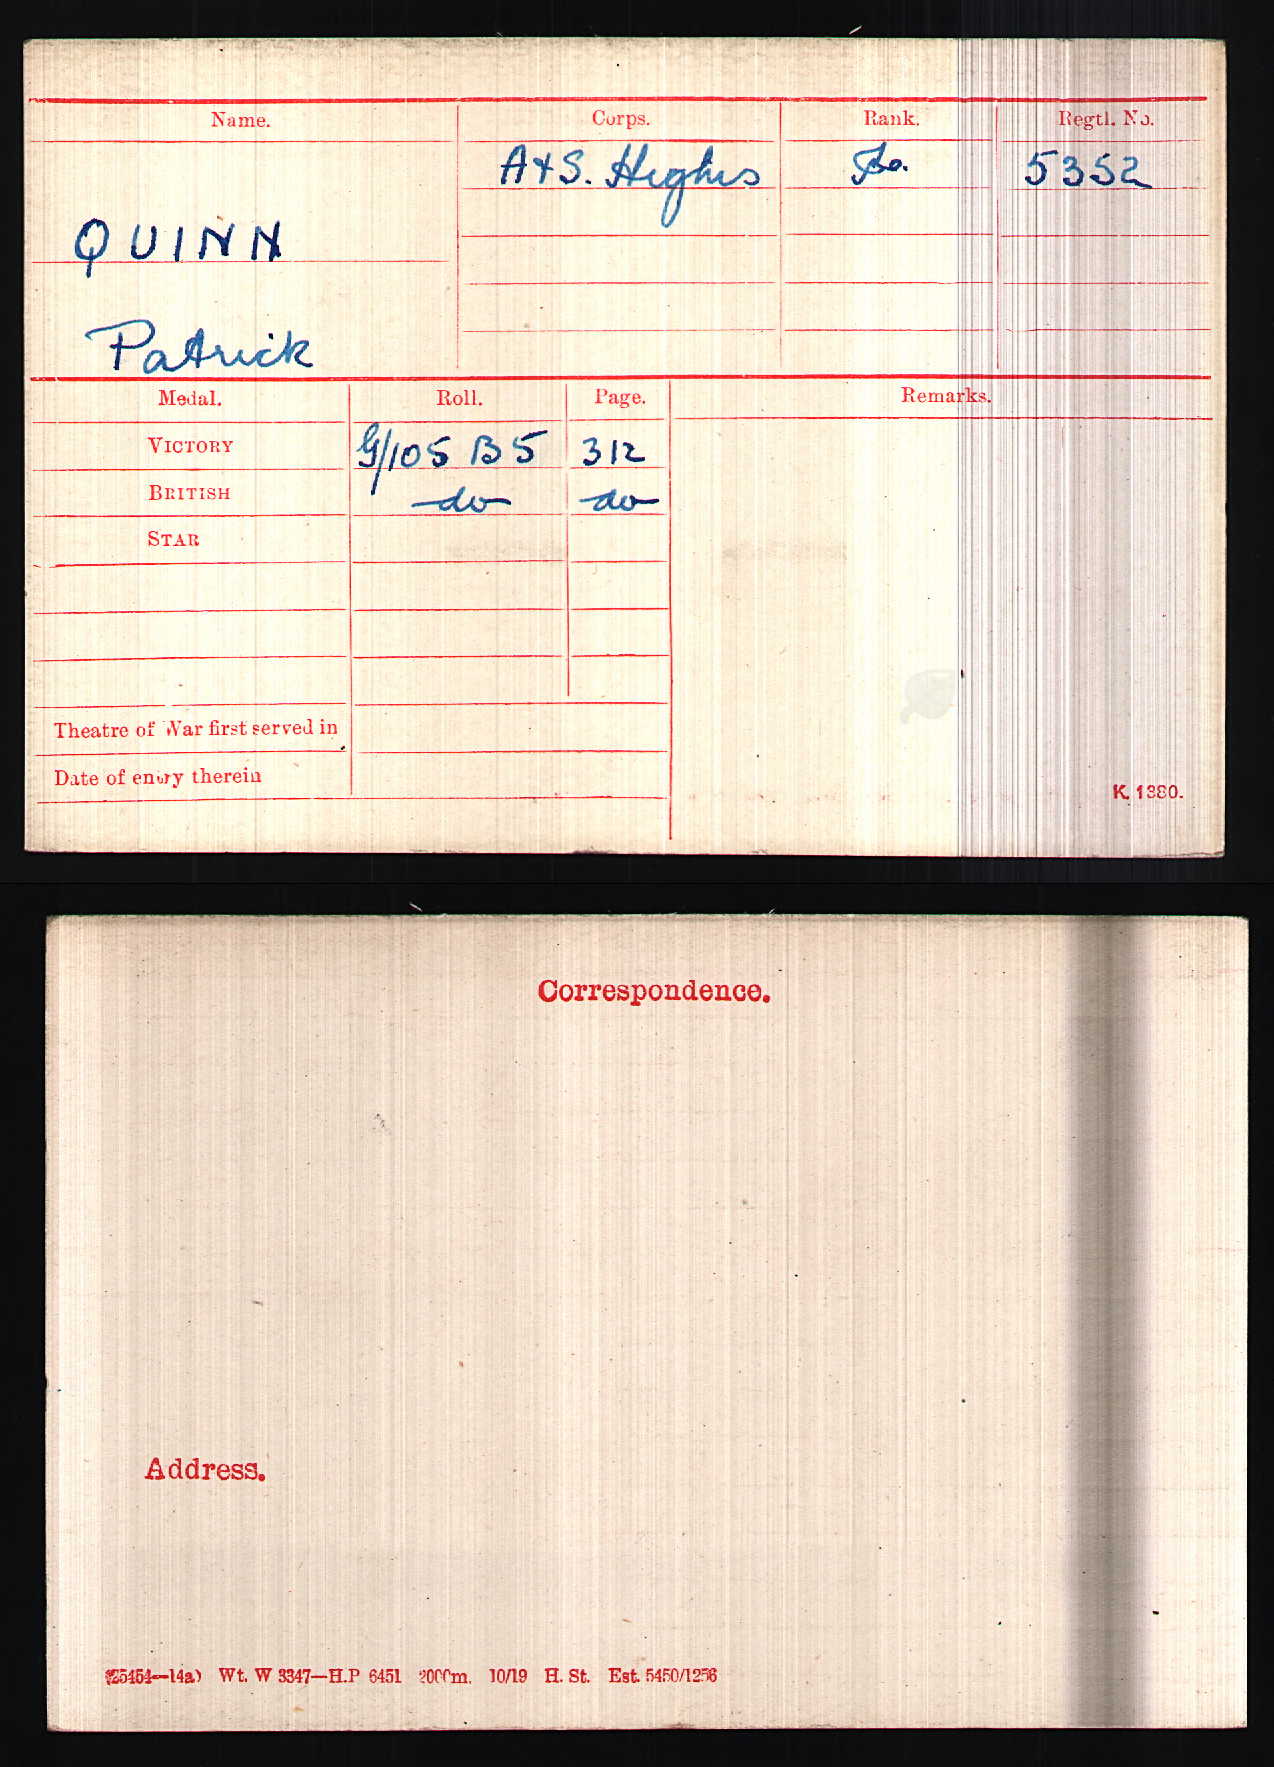 Name. Corps. Rank. Regtl. No.
A+S. Highrs 5352
QUINN
Patrick
Medal. Roll. Page. Remarks.
VICTORY G/105 B5 312
BRITISH -do- -do-
STAR
Theatre of War first served in
Date of entry therein
K. 1380.
Correspondence.
Address.
(25454—14a) Wt. W 3347—H.P 6451 2000m. 10/19 H. St. Est. 5450/1256